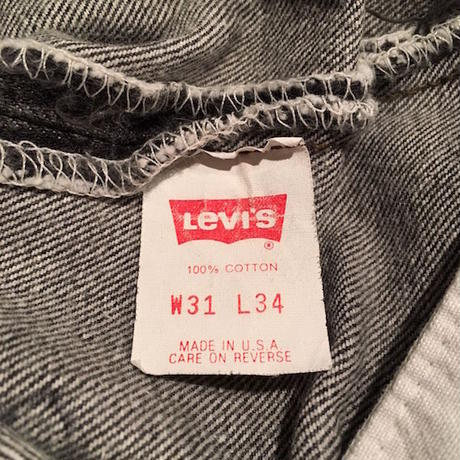 Levi's
®
100% COTTON
W31 L34
MADE IN U.S.A.
CARE ON REVERSE